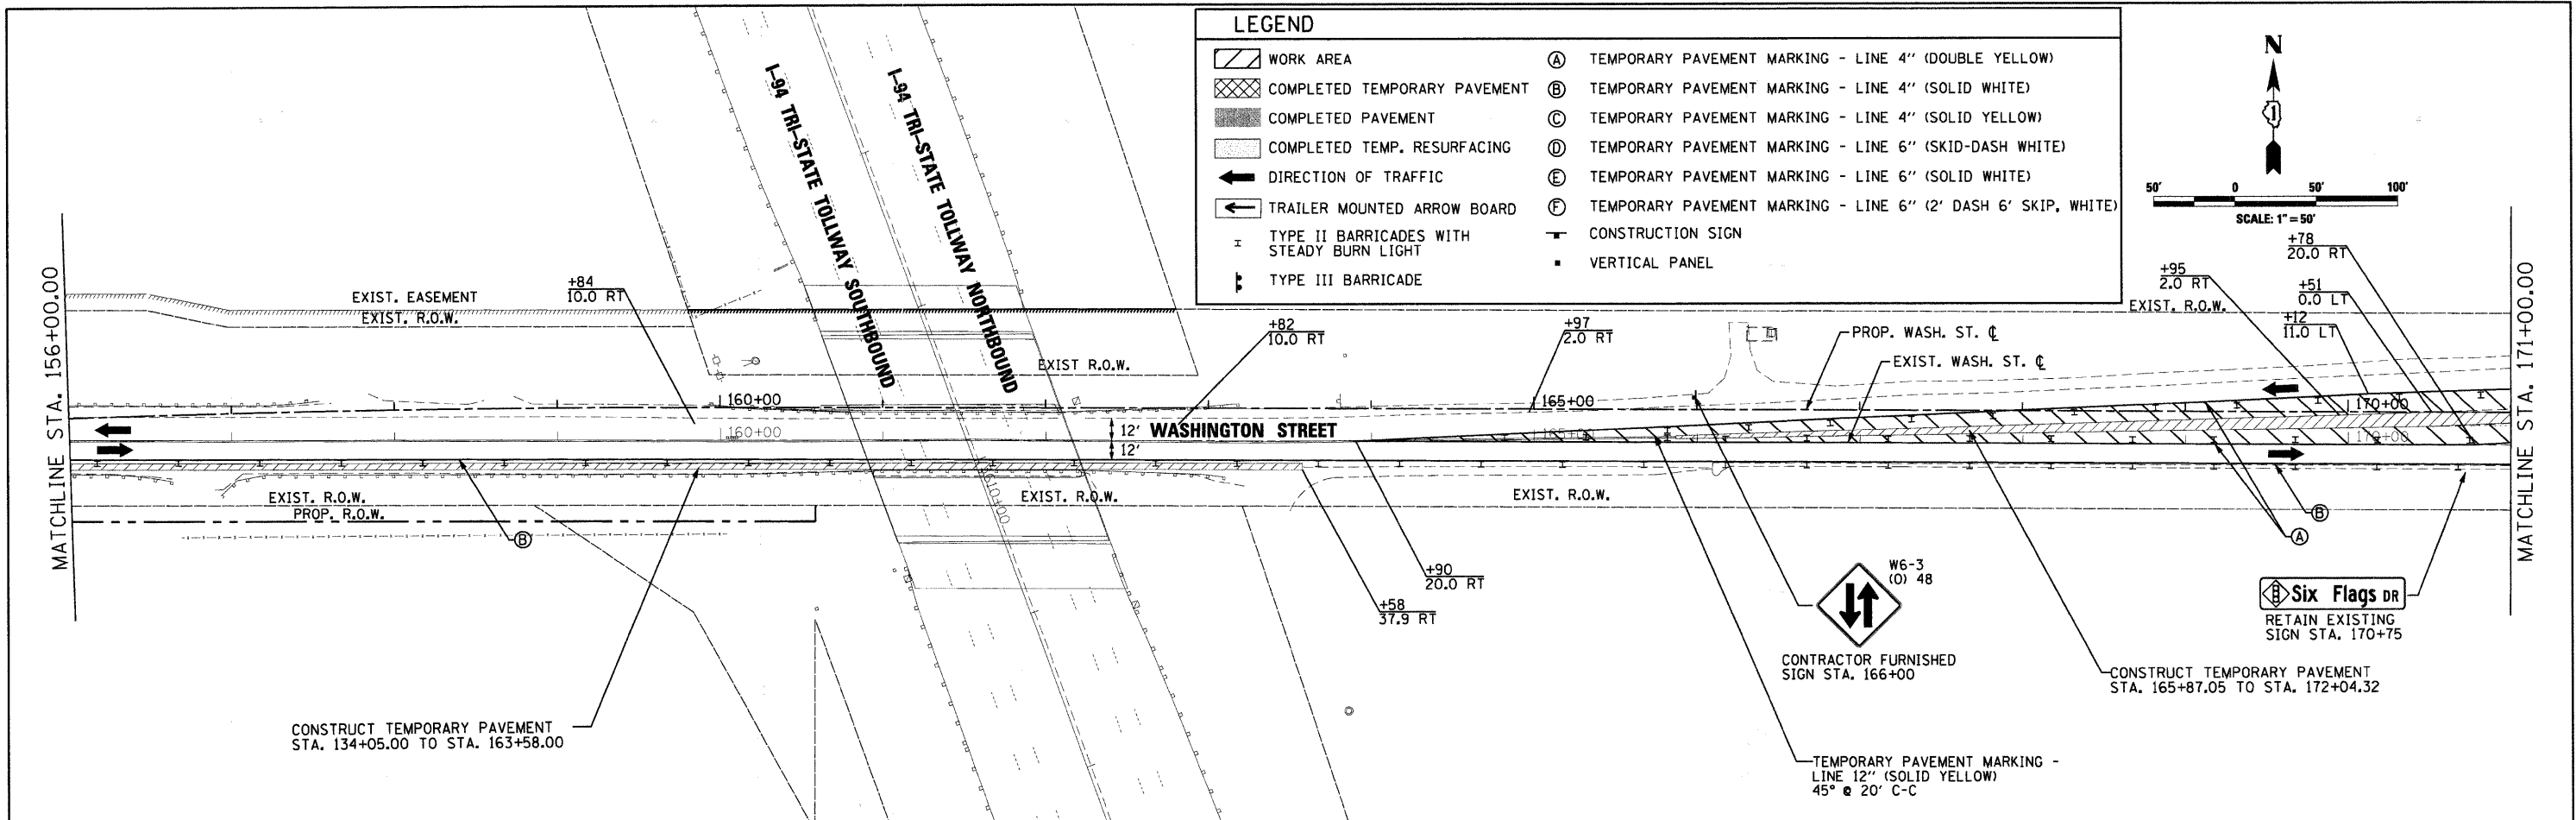 LEGEND
WORK AREA
COMPLETED TEMPORARY PAVEMENT
COMPLETED PAVEMENT
COMPLETED TEMP. RESURFACING
DIRECTION OF TRAFFIC
TRAILER MOUNTED ARROW BOARD
TYPE II BARRICADES WITH
STEADY BURN LIGHT
TYPE III BARRICADE
Ⓐ TEMPORARY PAVEMENT MARKING - LINE 4" (DOUBLE YELLOW)
Ⓑ TEMPORARY PAVEMENT MARKING - LINE 4" (SOLID WHITE)
Ⓒ TEMPORARY PAVEMENT MARKING - LINE 4" (SOLID YELLOW)
Ⓓ TEMPORARY PAVEMENT MARKING - LINE 6" (SKID-DASH WHITE)
Ⓔ TEMPORARY PAVEMENT MARKING - LINE 6" (SOLID WHITE)
Ⓕ TEMPORARY PAVEMENT MARKING - LINE 6" (2' DASH 6' SKIP, WHITE)
CONSTRUCTION SIGN
VERTICAL PANEL
N
1
50' 0 50' 100'
SCALE: 1" = 50'
I-94 TRI-STATE TOLLWAY SOUTHBOUND
I-94 TRI-STATE TOLLWAY NORTHBOUND
MATCHLINE STA. 156+00.00
MATCHLINE STA. 171+00.00
EXIST. EASEMENT
EXIST. R.O.W.
+84
10.0 RT
+82
10.0 RT
+97
2.0 RT
+95
2.0 RT
+78
20.0 RT
+51
0.0 LT
+12
11.0 LT
EXIST. R.O.W.
EXIST R.O.W.
PROP. WASH. ST. ℄
EXIST. WASH. ST. ℄
160+00
165+00
170+00
160+00
165+00
170+00
12' WASHINGTON STREET
12'
EXIST. R.O.W.
PROP. R.O.W.
EXIST. R.O.W.
EXIST. R.O.W.
Ⓑ
Ⓑ
Ⓐ
+90
20.0 RT
+58
37.9 RT
W6-3
(O) 48
CONTRACTOR FURNISHED
SIGN STA. 166+00
Six Flags DR
RETAIN EXISTING
SIGN STA. 170+75
CONSTRUCT TEMPORARY PAVEMENT
STA. 165+87.05 TO STA. 172+04.32
CONSTRUCT TEMPORARY PAVEMENT
STA. 134+05.00 TO STA. 163+58.00
TEMPORARY PAVEMENT MARKING -
LINE 12" (SOLID YELLOW)
45° @ 20' C-C